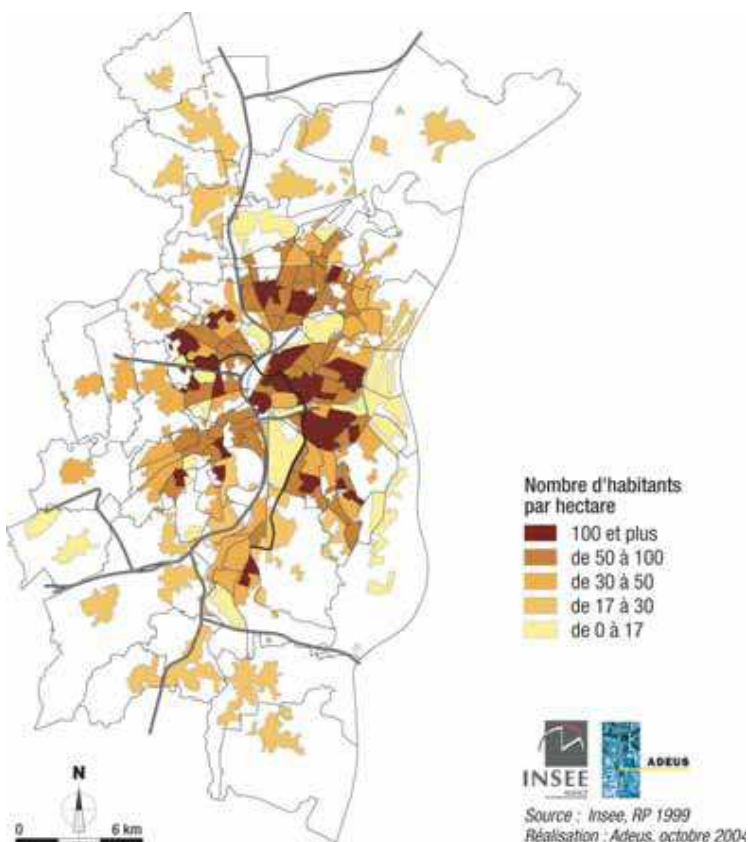 Nombre d'habitants
par hectare
100 et plus
de 50 à 100
de 30 à 50
de 17 à 30
de 0 à 17
N
0 6 km
INSEE
ADEUS
Source : Insee, RP 1999
Réalisation : Adeus, octobre 2004